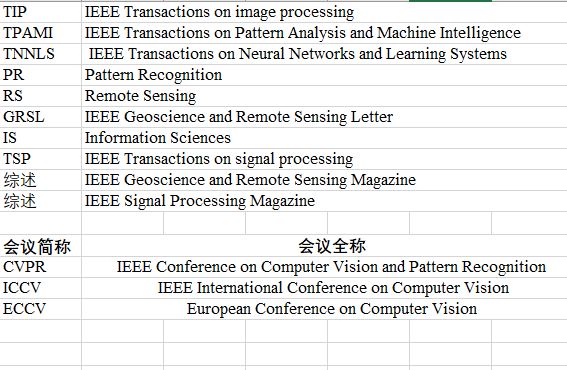 TIP IEEE Transactions on image processing
TPAMI IEEE Transactions on Pattern Analysis and Machine Intelligence
TNNLS IEEE Transactions on Neural Networks and Learning Systems
PR Pattern Recognition
RS Remote Sensing
GRSL IEEE Geoscience and Remote Sensing Letter
IS Information Sciences
TSP IEEE Transactions on signal processing
综述 IEEE Geoscience and Remote Sensing Magazine
综述 IEEE Signal Processing Magazine
会议简称 会议全称
CVPR IEEE Conference on Computer Vision and Pattern Recognition
ICCV IEEE International Conference on Computer Vision
ECCV European Conference on Computer Vision